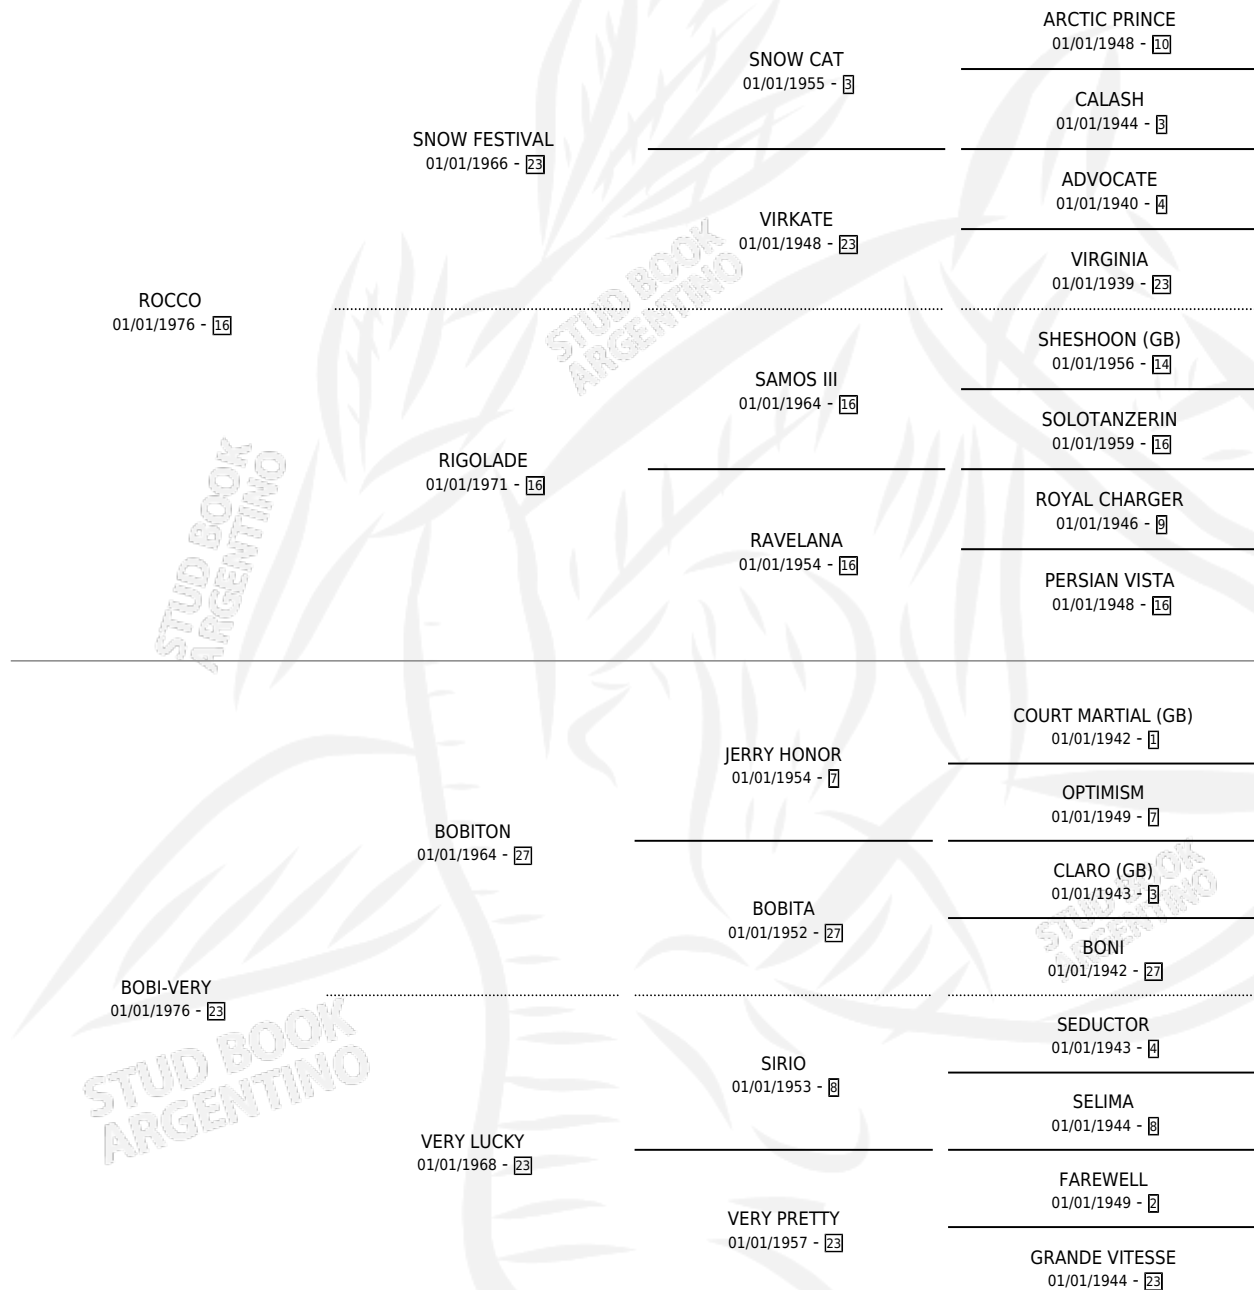 ARCTIC PRINCE
01/01/1948 - 10
SNOW CAT
01/01/1955 - 3
CALASH
01/01/1944 - 3
SNOW FESTIVAL
01/01/1966 - 23
ADVOCATE
01/01/1940 - 4
VIRKATE
01/01/1948 - 23
VIRGINIA
01/01/1939 - 23
ROCCO
01/01/1976 - 16
SHESHOON (GB)
01/01/1956 - 14
SAMOS III
01/01/1964 - 16
SOLOTANZERIN
01/01/1959 - 16
RIGOLADE
01/01/1971 - 16
ROYAL CHARGER
01/01/1946 - 9
RAVELANA
01/01/1954 - 16
PERSIAN VISTA
01/01/1948 - 16
COURT MARTIAL (GB)
01/01/1942 - 1
JERRY HONOR
01/01/1954 - 7
OPTIMISM
01/01/1949 - 7
BOBITON
01/01/1964 - 27
CLARO (GB)
01/01/1943 - 3
BOBITA
01/01/1952 - 27
BONI
01/01/1942 - 27
BOBI-VERY
01/01/1976 - 23
SEDUCTOR
01/01/1943 - 4
SIRIO
01/01/1953 - 8
SELIMA
01/01/1944 - 8
VERY LUCKY
01/01/1968 - 23
FAREWELL
01/01/1949 - 2
VERY PRETTY
01/01/1957 - 23
GRANDE VITESSE
01/01/1944 - 23
STUD BOOK
ARGENTINO
STUD BOOK
ARGENTINO
STUD BOOK
ARGENTINO
STUD BOOK
ARGENTINO